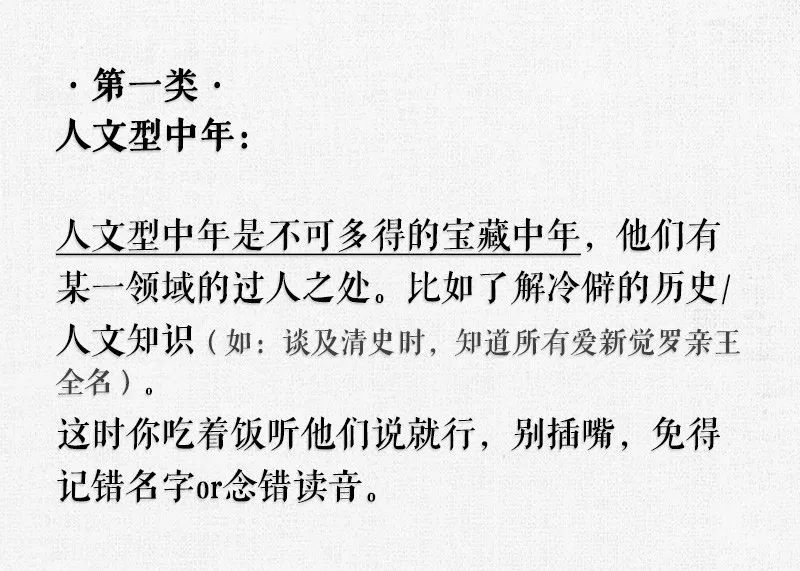 ·第一类·
人文型中年：
人文型中年是不可多得的宝藏中年，他们有
某一领域的过人之处。比如了解冷僻的历史/
人文知识（如：谈及清史时，知道所有爱新觉罗亲王
全名）。
这时你吃着饭听他们说就行，别插嘴，免得
记错名字or念错读音。